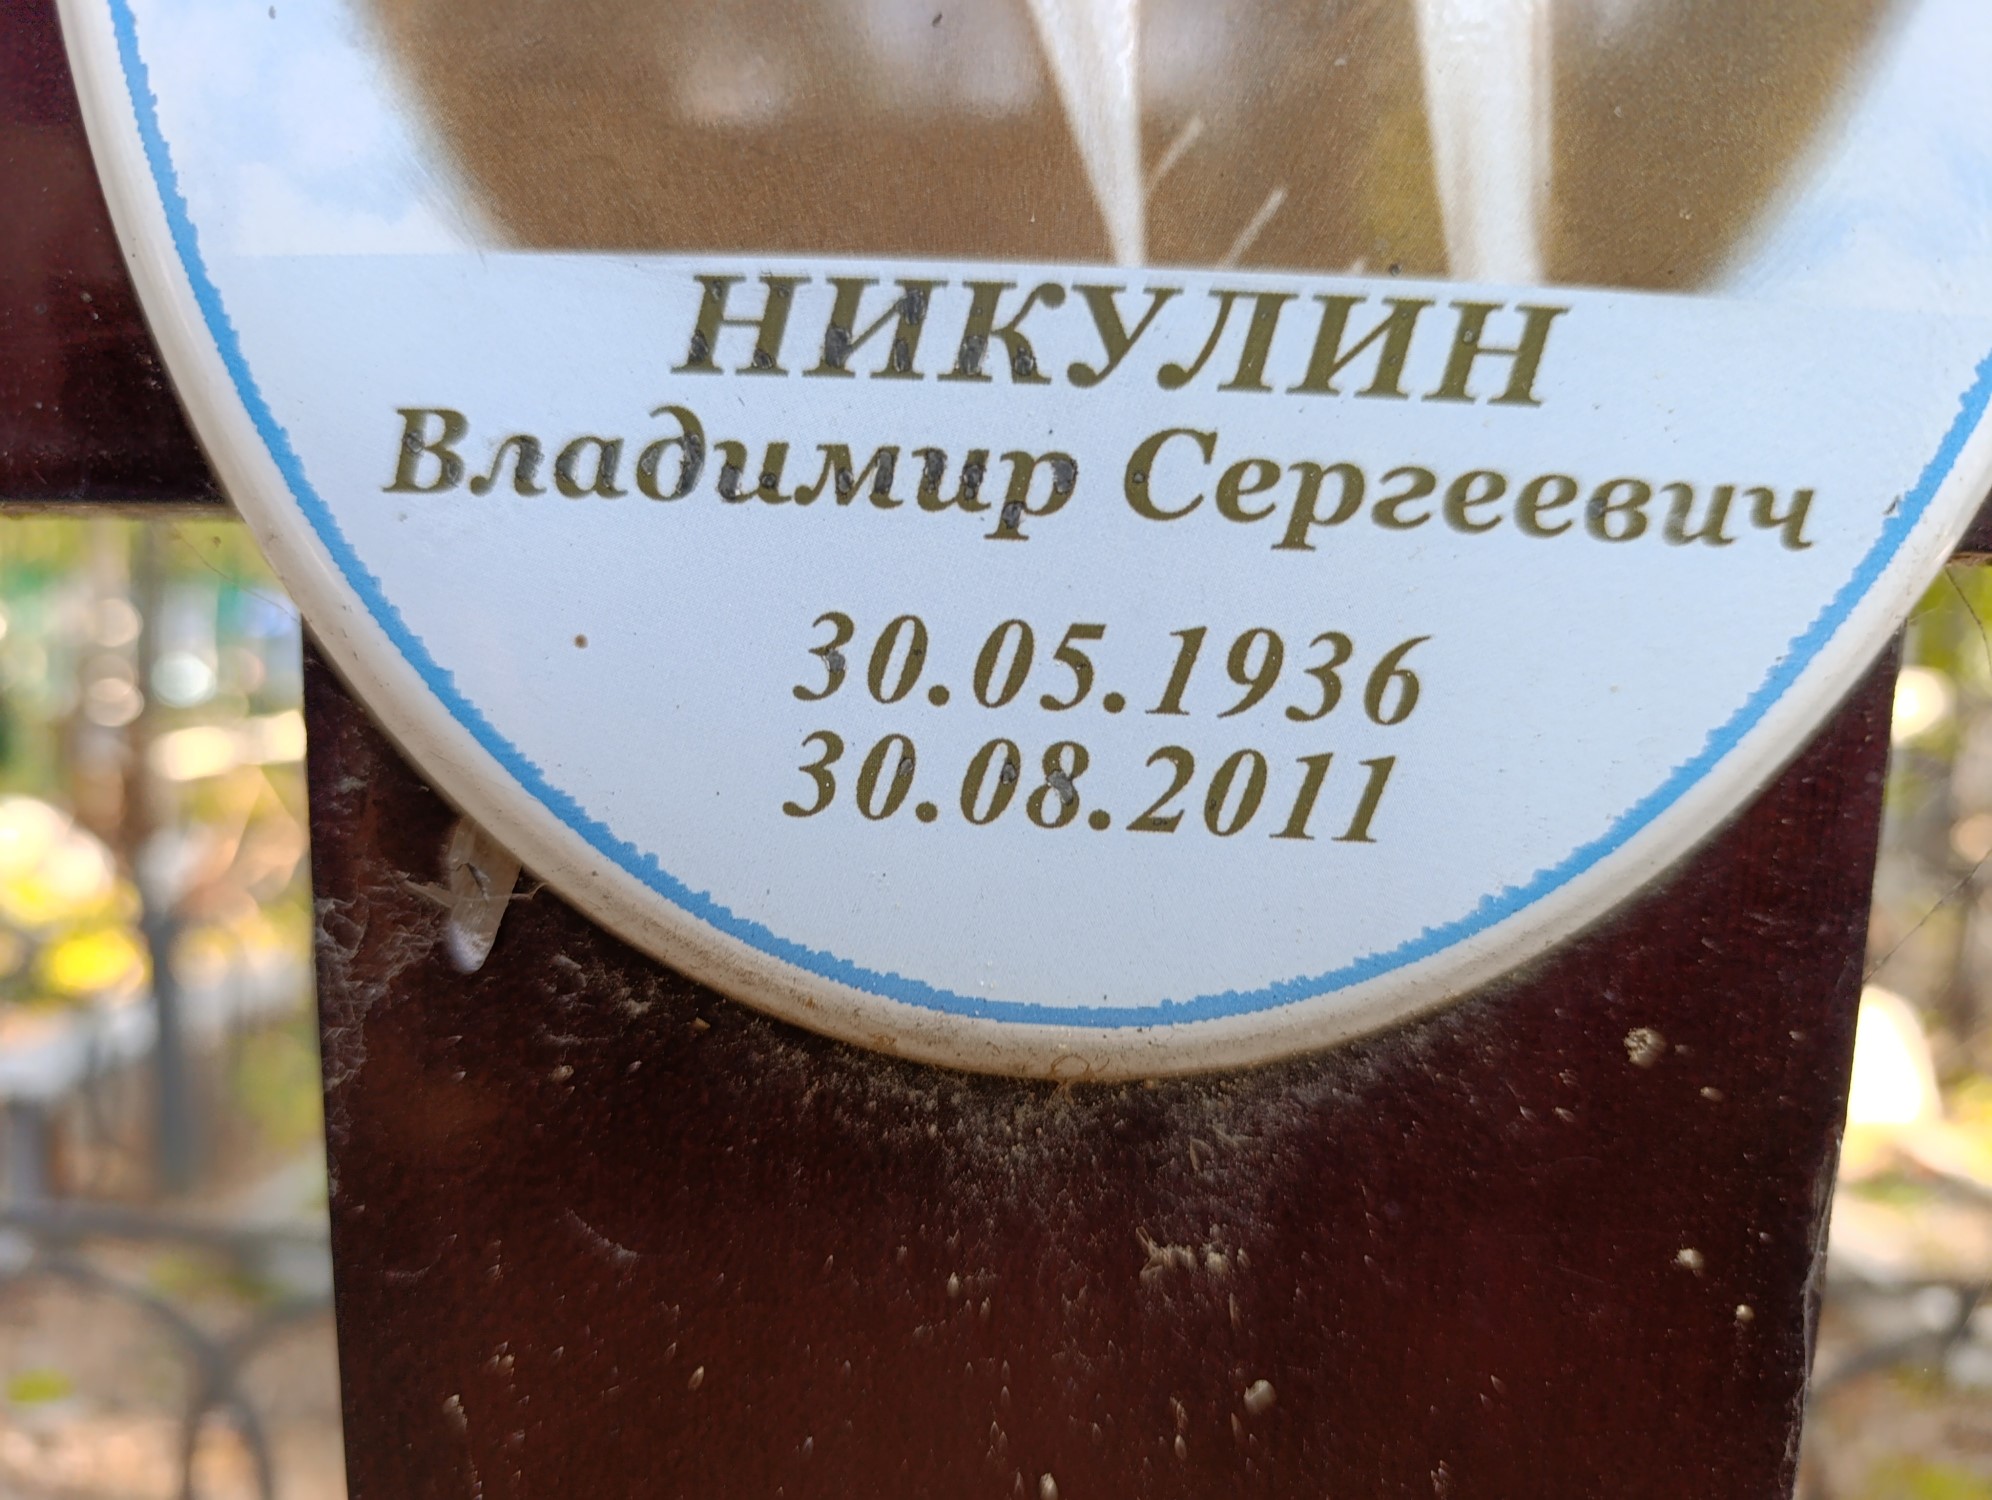 НИКУЛИН
Владимир Сергеевич
30.05.1936
30.08.2011